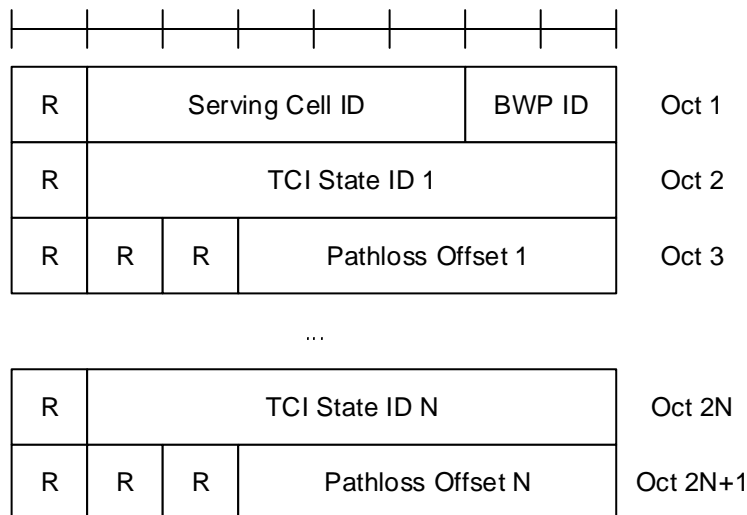 R Serving Cell ID BWP ID Oct 1
R TCI State ID 1 Oct 2
R R R Pathloss Offset 1 Oct 3
...
R TCI State ID N Oct 2N
R R R Pathloss Offset N Oct 2N+1